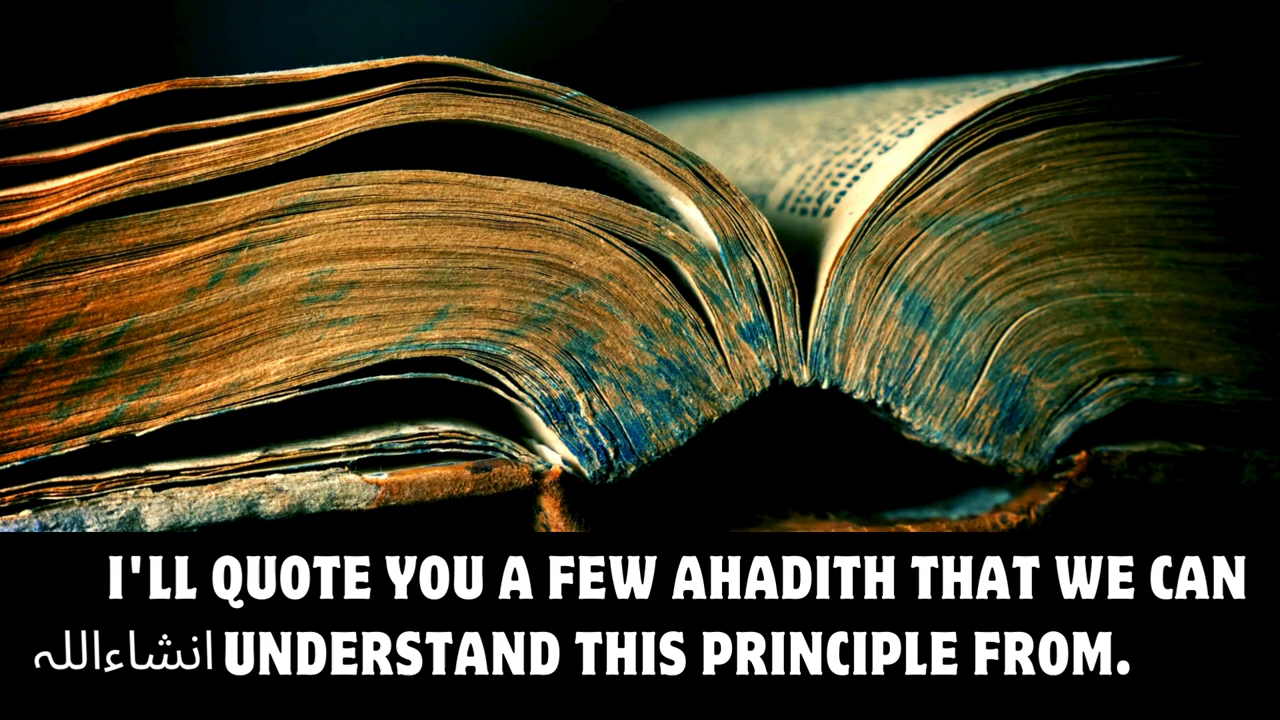 I'LL QUOTE YOU A FEW AHADITH THAT WE CAN
انشاءاللہ UNDERSTAND THIS PRINCIPLE FROM.